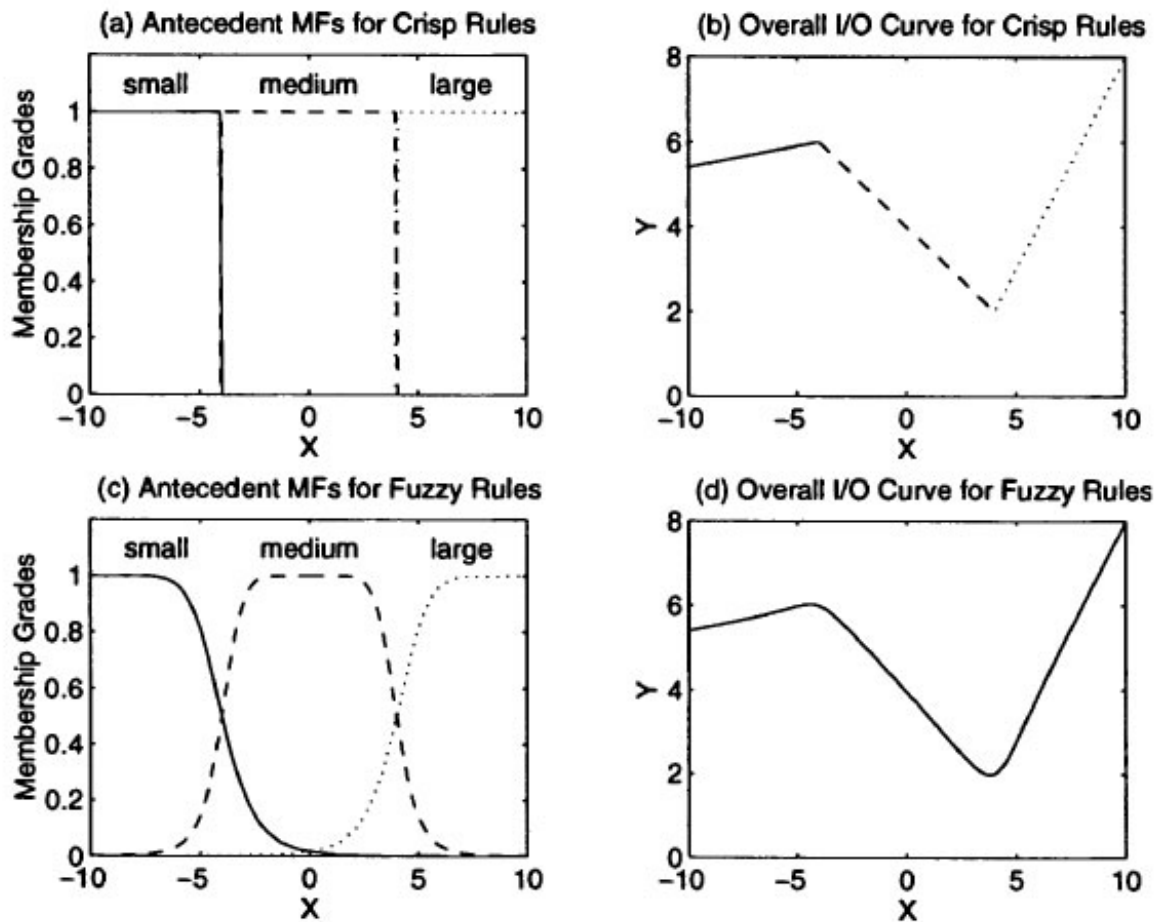 (a) Antecedent MFs for Crisp Rules
small medium large
Membership Grades
1
0.8
0.6
0.4
0.2
0
-10 -5 0 5 10
X
(b) Overall I/O Curve for Crisp Rules
Y
8
6
4
2
0
-10 -5 0 5 10
X
(c) Antecedent MFs for Fuzzy Rules
small medium large
Membership Grades
1
0.8
0.6
0.4
0.2
0
-10 -5 0 5 10
X
(d) Overall I/O Curve for Fuzzy Rules
Y
8
6
4
2
0
-10 -5 0 5 10
X